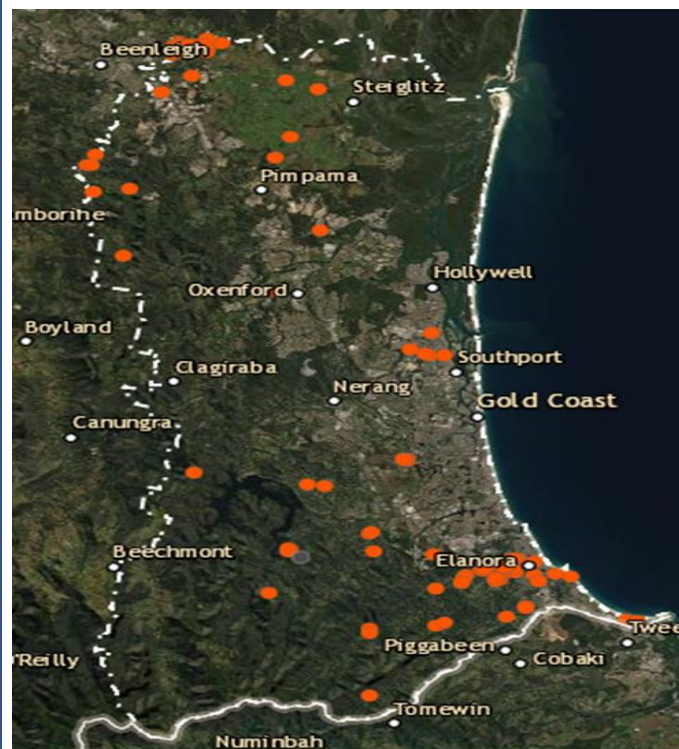 Beenleigh
Steiglitz
Pimpama
mborihe
Hollywell
Oxenford
Boyland
Clagiraba
Southport
Nerang
Gold Coast
Canungra
Beechmont
Elanora
Twee
Piggabeen
O'Reilly
Cobaki
Tomewin
Numinbah